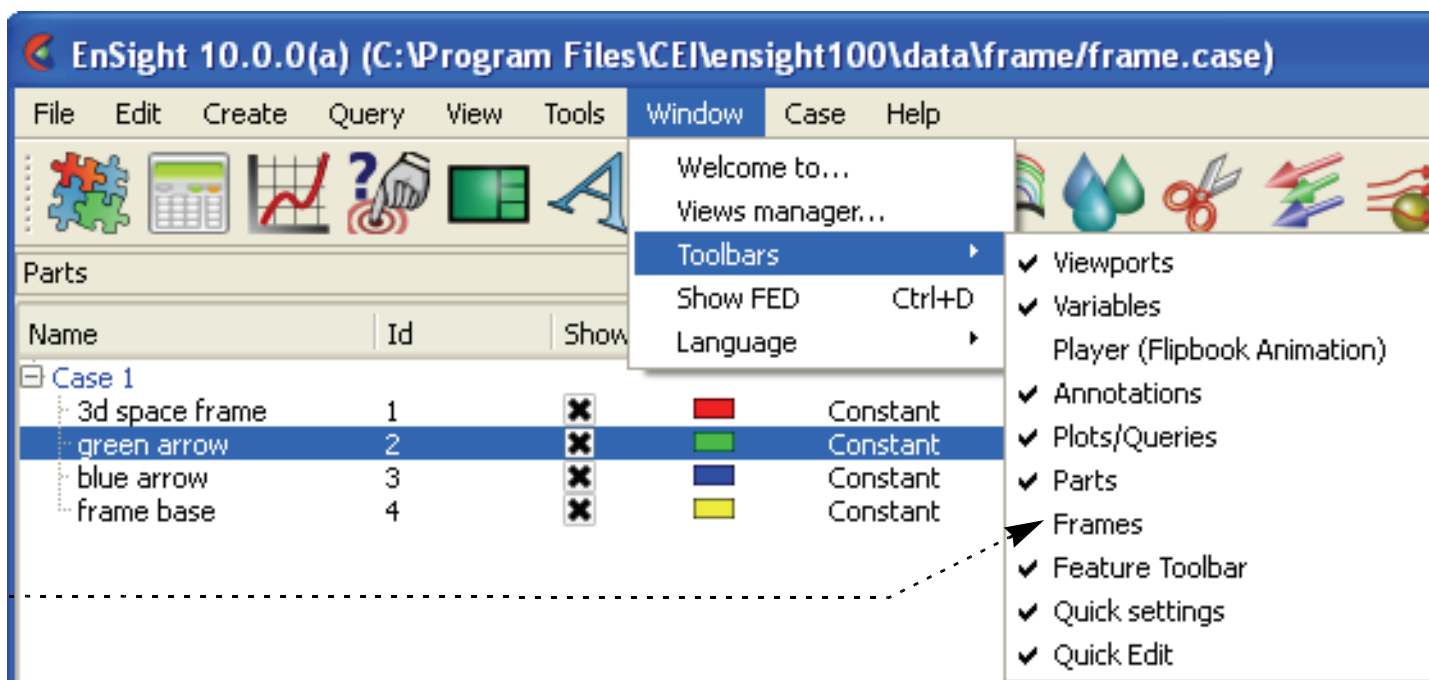 EnSight 10.0.0(a) (C:\Program Files\CEI\ensight100\data\frame/frame.case)
File Edit Create Query View Tools Window Case Help
Welcome to...
Views manager...
Toolbars
Show FED Ctrl+D
Language
Parts
Name Id Show
Case 1
3d space frame 1 Constant
green arrow 2 Constant
blue arrow 3 Constant
frame base 4 Constant
Viewports
Variables
Player (Flipbook Animation)
Annotations
Plots/Queries
Parts
Frames
Feature Toolbar
Quick settings
Quick Edit